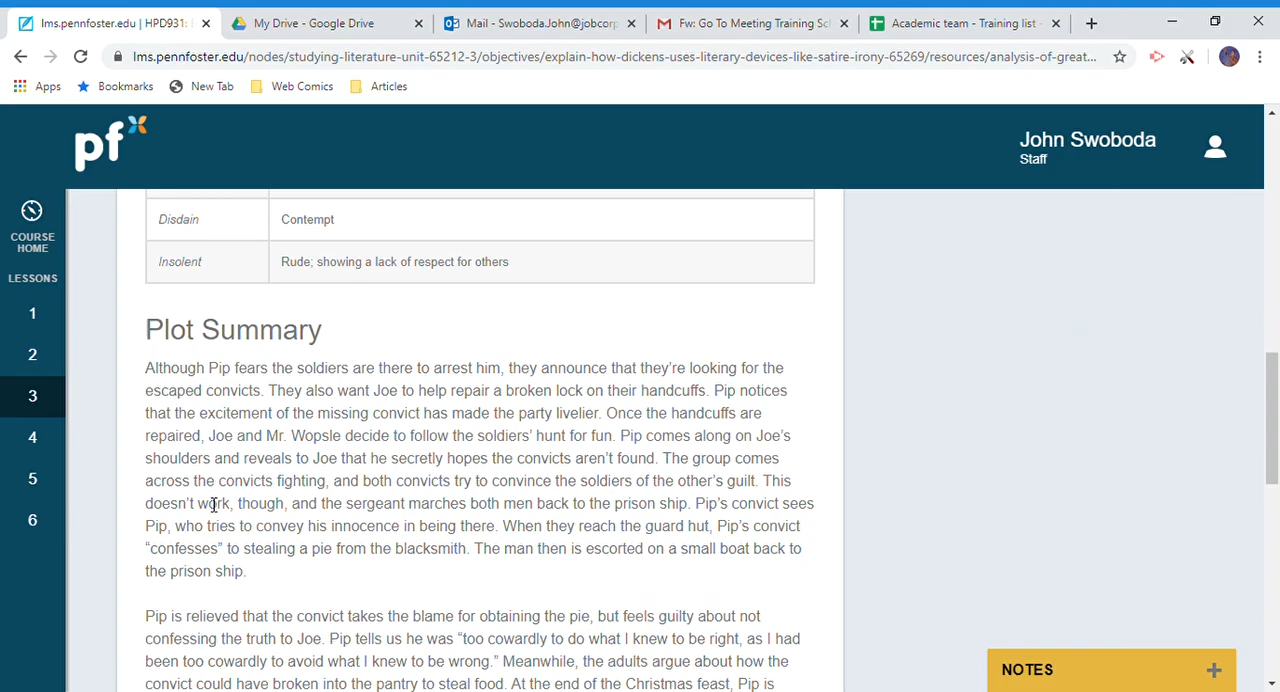 lms.pennfoster.edu | HPD931:
My Drive - Google Drive
Mail - Swoboda.John@jobcorp
Fw: Go To Meeting Training Sch
Academic team - Training list -
lms.pennfoster.edu/nodes/studying-literature-unit-65212-3/objectives/explain-how-dickens-uses-literary-devices-like-satire-irony-65269/resources/analysis-of-great...
Apps
Bookmarks
New Tab
Web Comics
Articles
pf
John Swoboda
Staff
COURSE
HOME
LESSONS
1
2
3
4
5
6
Disdain
Contempt
Insolent
Rude; showing a lack of respect for others
Plot Summary
Although Pip fears the soldiers are there to arrest him, they announce that they're looking for the
escaped convicts. They also want Joe to help repair a broken lock on their handcuffs. Pip notices
that the excitement of the missing convict has made the party livelier. Once the handcuffs are
repaired, Joe and Mr. Wopsle decide to follow the soldiers' hunt for fun. Pip comes along on Joe's
shoulders and reveals to Joe that he secretly hopes the convicts aren't found. The group comes
across the convicts fighting, and both convicts try to convince the soldiers of the other's guilt. This
doesn't work, though, and the sergeant marches both men back to the prison ship. Pip's convict sees
Pip, who tries to convey his innocence in being there. When they reach the guard hut, Pip's convict
“confesses” to stealing a pie from the blacksmith. The man then is escorted on a small boat back to
the prison ship.
Pip is relieved that the convict takes the blame for obtaining the pie, but feels guilty about not
confessing the truth to Joe. Pip tells us he was “too cowardly to do what I knew to be right, as I had
been too cowardly to avoid what I knew to be wrong.” Meanwhile, the adults argue about how the
convict could have broken into the pantry to steal food. At the end of the Christmas feast, Pip is
NOTES